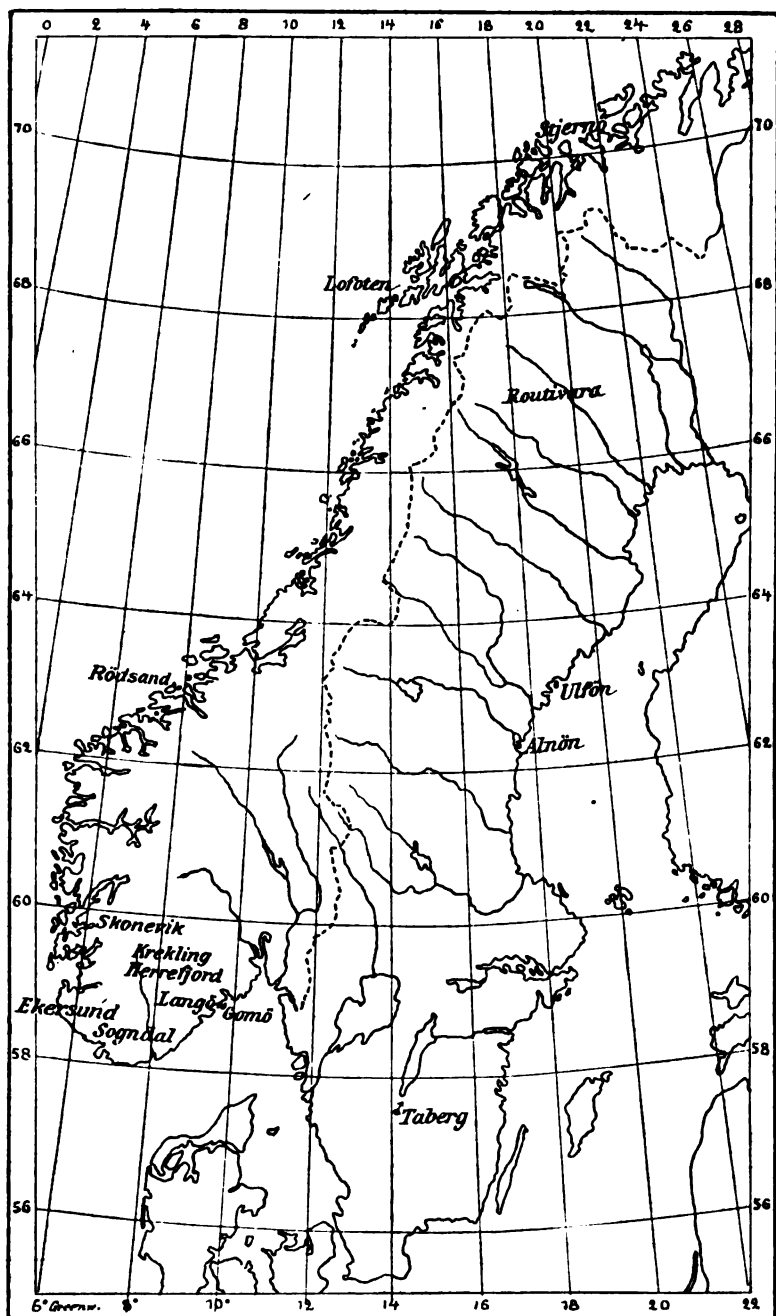 0 2 4 6 8 10 12 14 16 18 20 22 24 26 28
Stjernö
70 70
Lofoten
68 68
Routivara
66 66
64 64
Rödsand
Ulfön
Alnön
62 62
60 60
Skonerik
Krekling
Herrefjord
Langö Gomö
Ekersund
Sogndal
58 58
Taberg
56 56
6° Greenw. 8° 10° 12 14 16 18 20 22